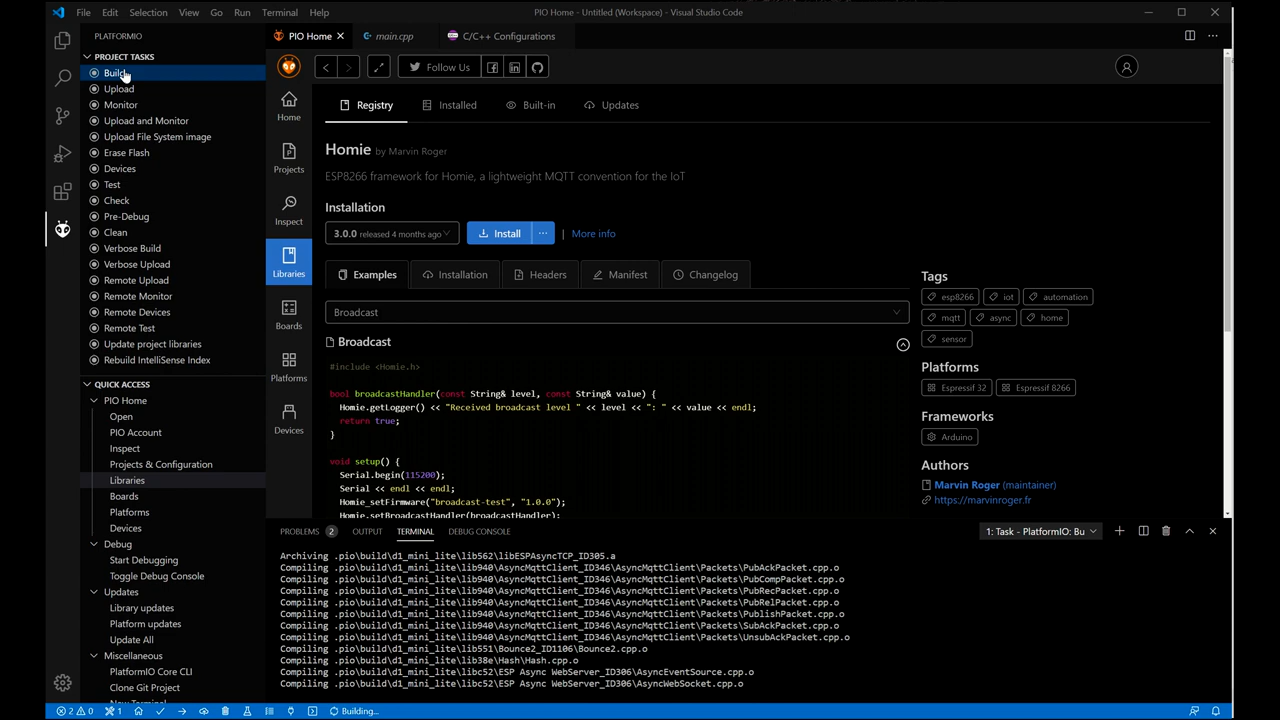 File Edit Selection View Go Run Terminal Help
PIO Home - Untitled (Workspace) - Visual Studio Code
PLATFORMIO
PIO Home
main.cpp
C/C++ Configurations
PROJECT TASKS
Build
Upload
Monitor
Upload and Monitor
Upload File System image
Erase Flash
Devices
Test
Check
Pre-Debug
Clean
Verbose Build
Verbose Upload
Remote Upload
Remote Monitor
Remote Devices
Remote Test
Update project libraries
Rebuild IntelliSense Index
QUICK ACCESS
PIO Home
Open
PIO Account
Inspect
Projects & Configuration
Libraries
Boards
Platforms
Devices
Debug
Start Debugging
Toggle Debug Console
Updates
Library updates
Platform updates
Update All
Miscellaneous
PlatformIO Core CLI
Clone Git Project
New Terminal
Follow Us
Home
Projects
Inspect
Libraries
Boards
Platforms
Devices
Registry Installed Built-in Updates
Homie by Marvin Roger
ESP8266 framework for Homie, a lightweight MQTT convention for the IoT
Installation
3.0.0 released 4 months ago
Install
More info
Examples Installation Headers Manifest Changelog
Broadcast
Broadcast
#include <Homie.h>
bool broadcastHandler(const String& level, const String& value) {
Homie.getLogger() << "Received broadcast level " << level << ": " << value << endl;
return true;
}
void setup() {
Serial.begin(115200);
Serial << endl << endl;
Homie_setFirmware("broadcast-test", "1.0.0");
Homie.setBroadcastHandler(broadcastHandler);
Tags
esp8266 iot automation
mqtt async home
sensor
Platforms
Espressif 32 Espressif 8266
Frameworks
Arduino
Authors
Marvin Roger (maintainer)
https://marvinroger.fr
PROBLEMS 2 OUTPUT TERMINAL DEBUG CONSOLE
1: Task - PlatformIO: Bu
Archiving .pio\build\d1_mini_lite\lib562\libESPAsyncTCP_ID305.a
Compiling .pio\build\d1_mini_lite\lib940\AsyncMqttClient_ID346\AsyncMqttClient\Packets\PubAckPacket.cpp.o
Compiling .pio\build\d1_mini_lite\lib940\AsyncMqttClient_ID346\AsyncMqttClient\Packets\PubCompPacket.cpp.o
Compiling .pio\build\d1_mini_lite\lib940\AsyncMqttClient_ID346\AsyncMqttClient\Packets\PubRecPacket.cpp.o
Compiling .pio\build\d1_mini_lite\lib940\AsyncMqttClient_ID346\AsyncMqttClient\Packets\PubRelPacket.cpp.o
Compiling .pio\build\d1_mini_lite\lib940\AsyncMqttClient_ID346\AsyncMqttClient\Packets\PublishPacket.cpp.o
Compiling .pio\build\d1_mini_lite\lib940\AsyncMqttClient_ID346\AsyncMqttClient\Packets\SubAckPacket.cpp.o
Compiling .pio\build\d1_mini_lite\lib940\AsyncMqttClient_ID346\AsyncMqttClient\Packets\UnsubAckPacket.cpp.o
Compiling .pio\build\d1_mini_lite\lib551\Bounce2_ID1106\Bounce2.cpp.o
Compiling .pio\build\d1_mini_lite\lib38e\Hash\Hash.cpp.o
Compiling .pio\build\d1_mini_lite\libc52\ESP Async WebServer_ID306\AsyncEventSource.cpp.o
Compiling .pio\build\d1_mini_lite\libc52\ESP Async WebServer_ID306\AsyncWebSocket.cpp.o
2 0 1 Building...